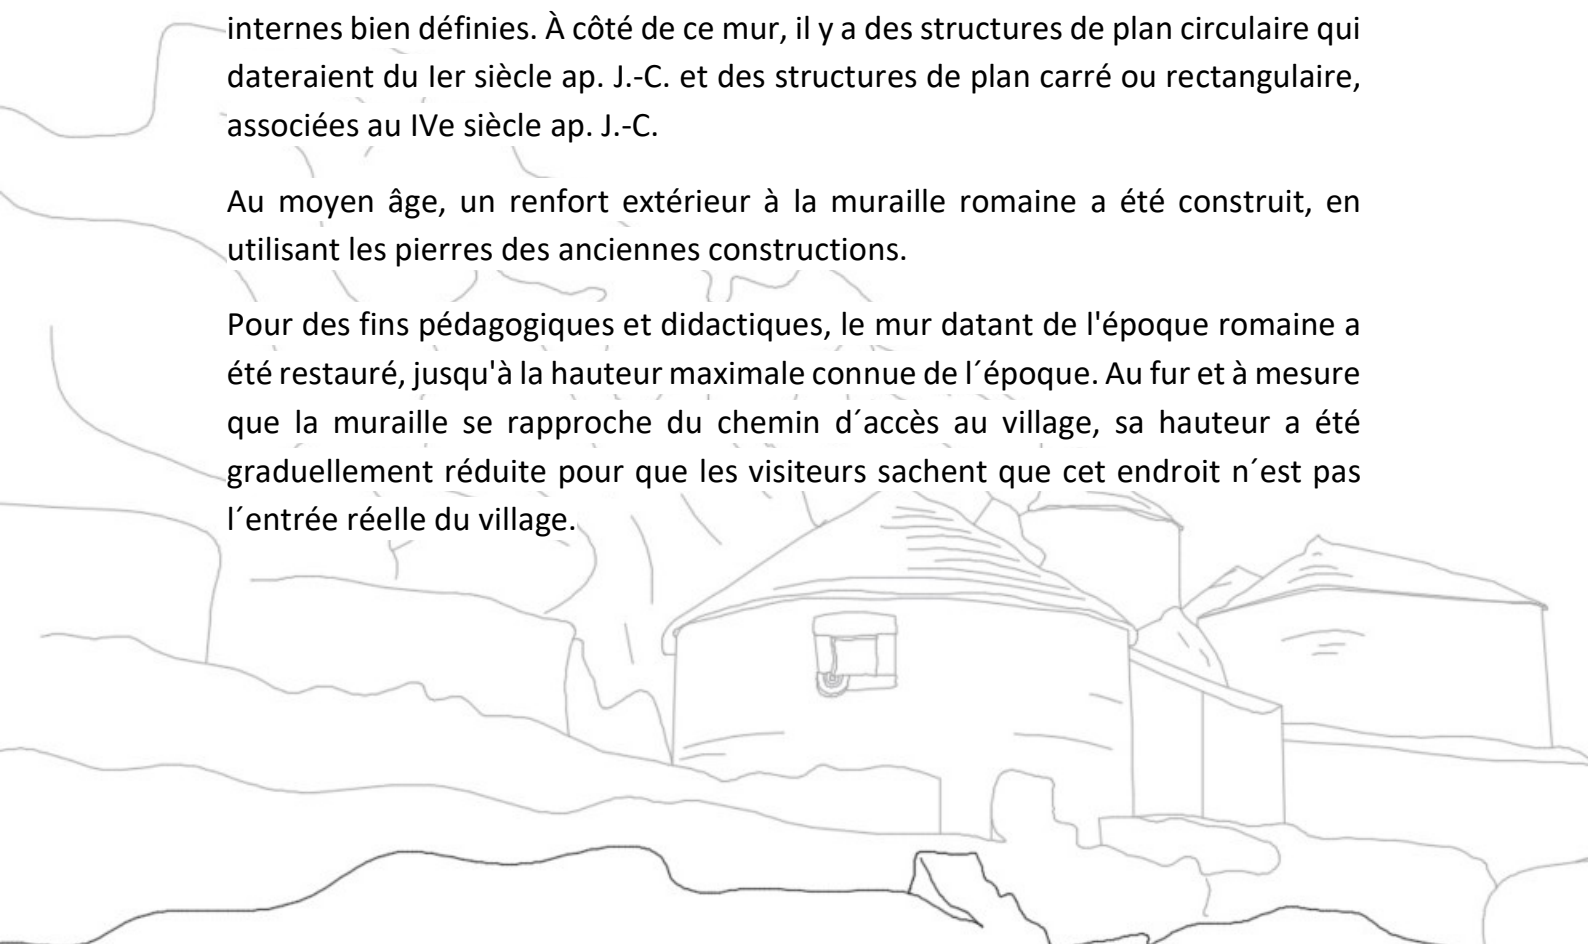 internes bien définies. À côté de ce mur, il y a des structures de plan circulaire qui
dateraient du Ier siècle ap. J.-C. et des structures de plan carré ou rectangulaire,
associées au IVe siècle ap. J.-C.
Au moyen âge, un renfort extérieur à la muraille romaine a été construit, en
utilisant les pierres des anciennes constructions.
Pour des fins pédagogiques et didactiques, le mur datant de l'époque romaine a
été restauré, jusqu'à la hauteur maximale connue de l´époque. Au fur et à mesure
que la muraille se rapproche du chemin d´accès au village, sa hauteur a été
graduellement réduite pour que les visiteurs sachent que cet endroit n´est pas
l´entrée réelle du village.